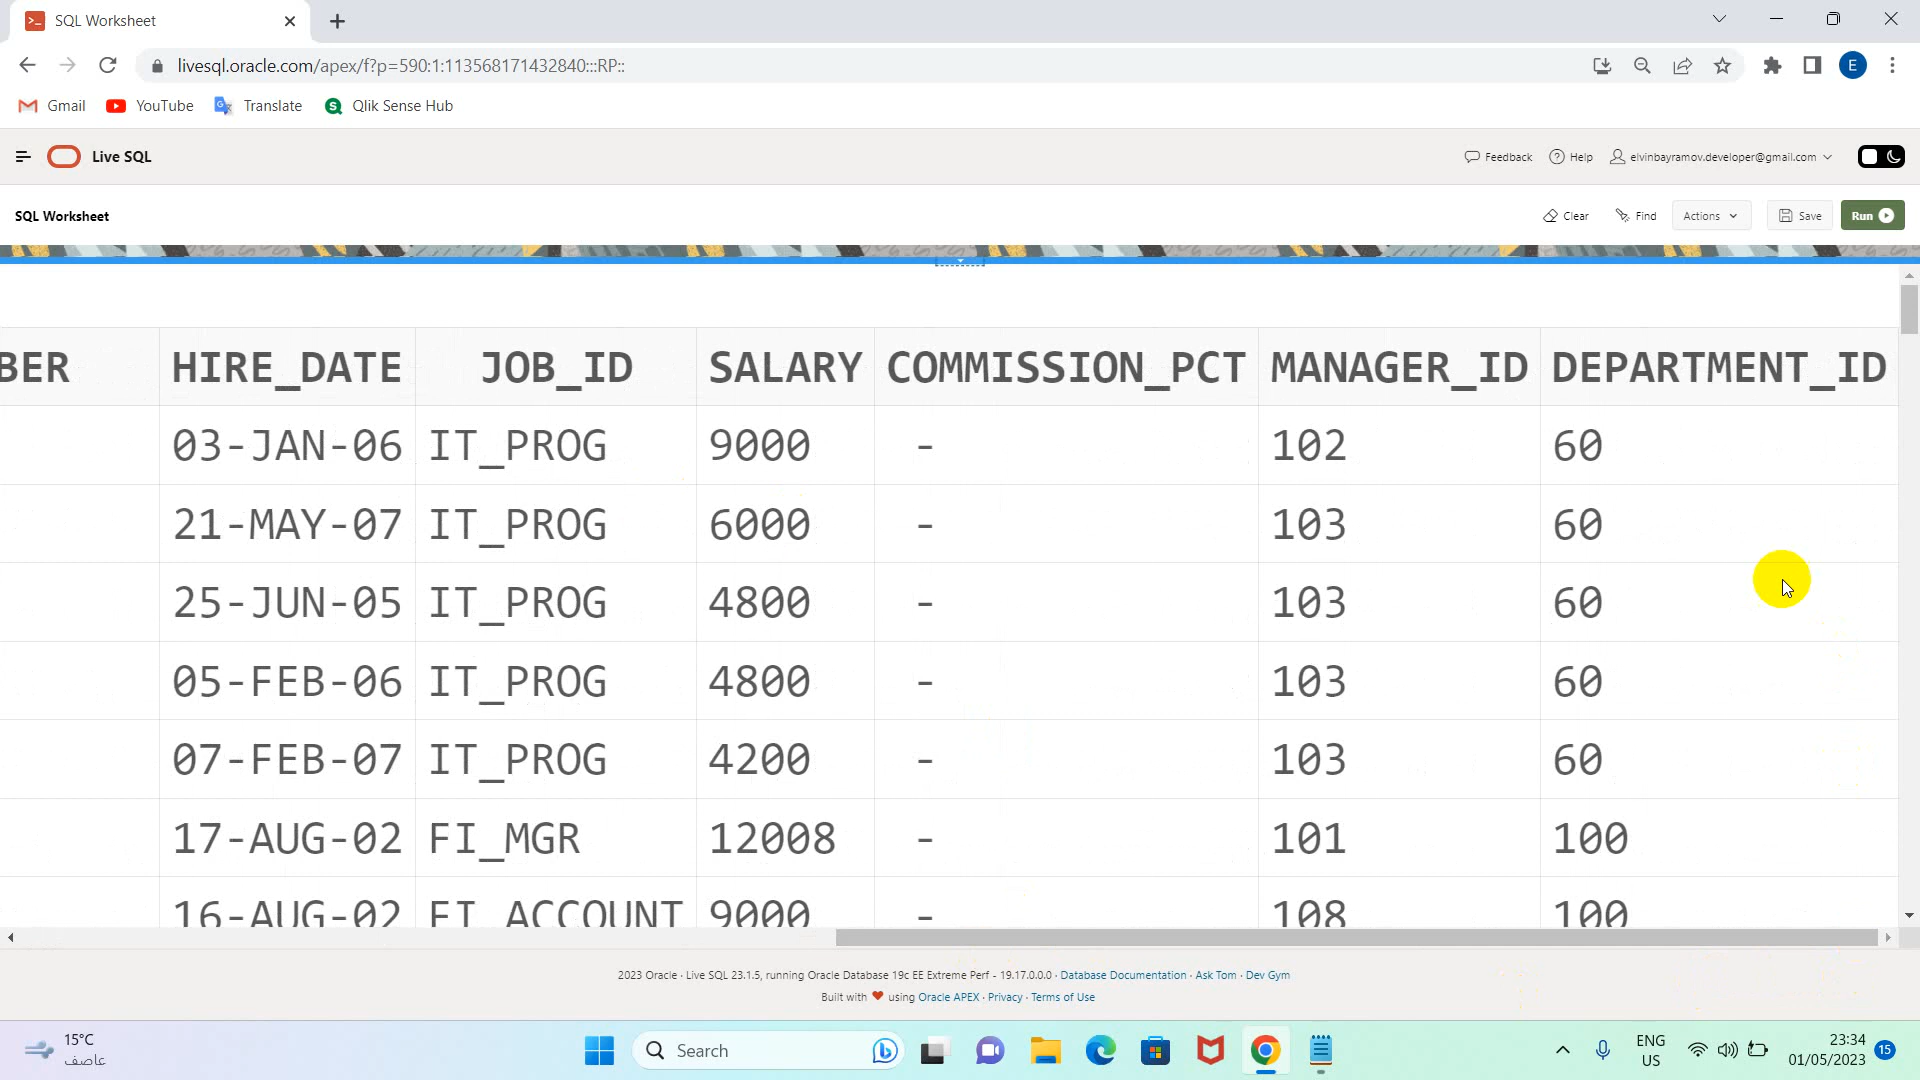 SQL Worksheet
livesql.oracle.com/apex/f?p=590:1:113568171432840:::RP::
E
Gmail YouTube Translate Qlik Sense Hub
Live SQL Feedback Help elvinbayramov.developer@gmail.com
SQL Worksheet Clear Find Actions Save Run
BER HIRE_DATE JOB_ID SALARY COMMISSION_PCT MANAGER_ID DEPARTMENT_ID
03-JAN-06 IT_PROG 9000 - 102 60
21-MAY-07 IT_PROG 6000 - 103 60
25-JUN-05 IT_PROG 4800 - 103 60
05-FEB-06 IT_PROG 4800 - 103 60
07-FEB-07 IT_PROG 4200 - 103 60
17-AUG-02 FI_MGR 12008 - 101 100
16-AUG-02 FI_ACCOUNT 9000 - 108 100
2023 Oracle · Live SQL 23.1.5, running Oracle Database 19c EE Extreme Perf - 19.17.0.0.0 · Database Documentation · Ask Tom · Dev Gym
Built with ❤ using Oracle APEX · Privacy · Terms of Use
15°C
عاصف
Search
ENG
US
23:34
01/05/2023
15